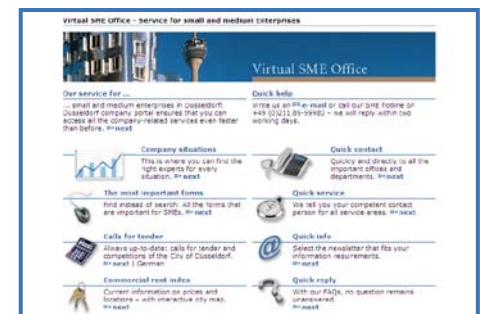 Virtual SME Office - Service for small and medium Enterprises
Virtual SME Office
Our service for ...
... small and medium enterprises in Düsseldorf:
Düsseldorf company portal ensures that you can
access all the company-related services even faster
than before. next
Quick help
Write us an e-mail or call our SME hotline on
+49 (0)211.89-99980 – we will reply within two
working days.
Company situations
This is where you can find the
right experts for every
situation. next
Quick contact
Quickly and directly to all the
important offices and
departments. next
The most important forms
Find instead of search: All the forms that
are important for SMEs. next
Quick service
We tell you your competent contact
person for all service areas. next
Calls for tender
Always up-to-date: calls for tender and
competitions of the City of Düsseldorf.
next | German
Quick info
Select the newsletter that fits your
information requirements.
next
Commercial rent index
Current information on prices and
locations – with interactive city map.
next
Quick reply
With our FAQs, no question remains
unanswered.
next